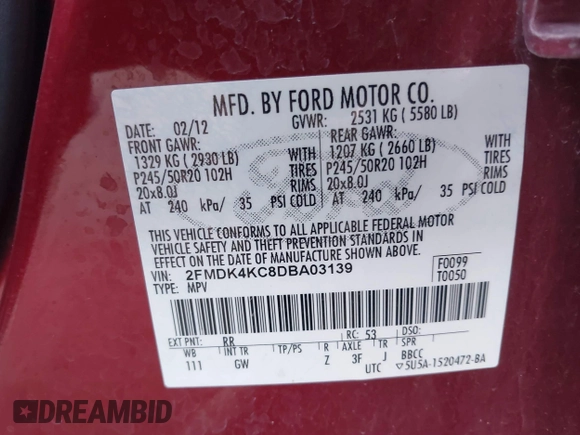 MFD. BY FORD MOTOR CO.
DATE: 02/12 GVWR: 2531 KG ( 5580 LB)
FRONT GAWR: REAR GAWR:
1329 KG ( 2930 LB) WITH 1207 KG ( 2660 LB) WITH
P245/50R20 102H TIRES P245/50R20 102H TIRES
20x8.0J RIMS 20x8.0J RIMS
AT 240 kPa/ 35 PSI COLD AT 240 kPa/ 35 PSI COLD
THIS VEHICLE CONFORMS TO ALL APPLICABLE FEDERAL MOTOR
VEHICLE SAFETY AND THEFT PREVENTION STANDARDS IN
EFFECT ON THE DATE OF MANUFACTURE SHOWN ABOVE.
VIN: 2FMDK4KC8DBA03139 F0099
TYPE: MPV T0050
EXT PNT: RR RC: 53 DSO:
WB INT TR TP/PS R AXLE TR SPR
111 GW Z 3F J BBCC
UTC ▽5U5A-1520472-BA
Ford
DREAMBID